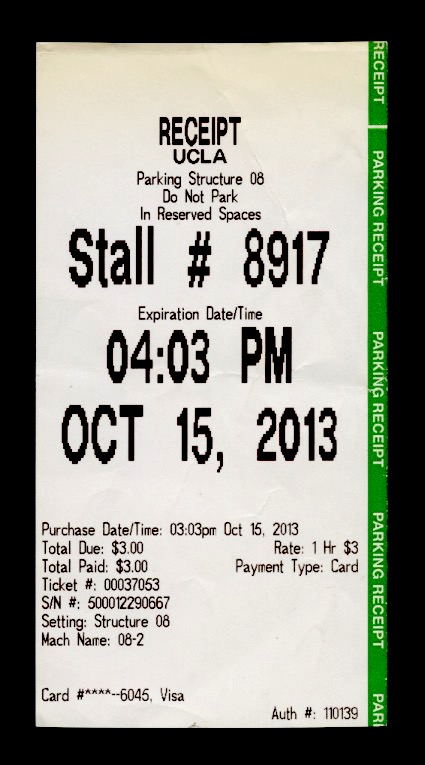 RECEIPT
UCLA
Parking Structure 08
Do Not Park
In Reserved Spaces
Stall # 8917
Expiration Date/Time
04:03 PM
OCT 15, 2013
Purchase Date/Time: 03:03pm Oct 15, 2013
Total Due: $3.00 Rate: 1 Hr $3
Total Paid: $3.00 Payment Type: Card
Ticket #: 00037053
S/N #: 500012290667
Setting: Structure 08
Mach Name: 08-2
Card #****-6045, Visa
Auth #: 110139
RECEIPT
PARKING RECEIPT
PARKING RECEIPT
PARKING RECEIPT
PARI